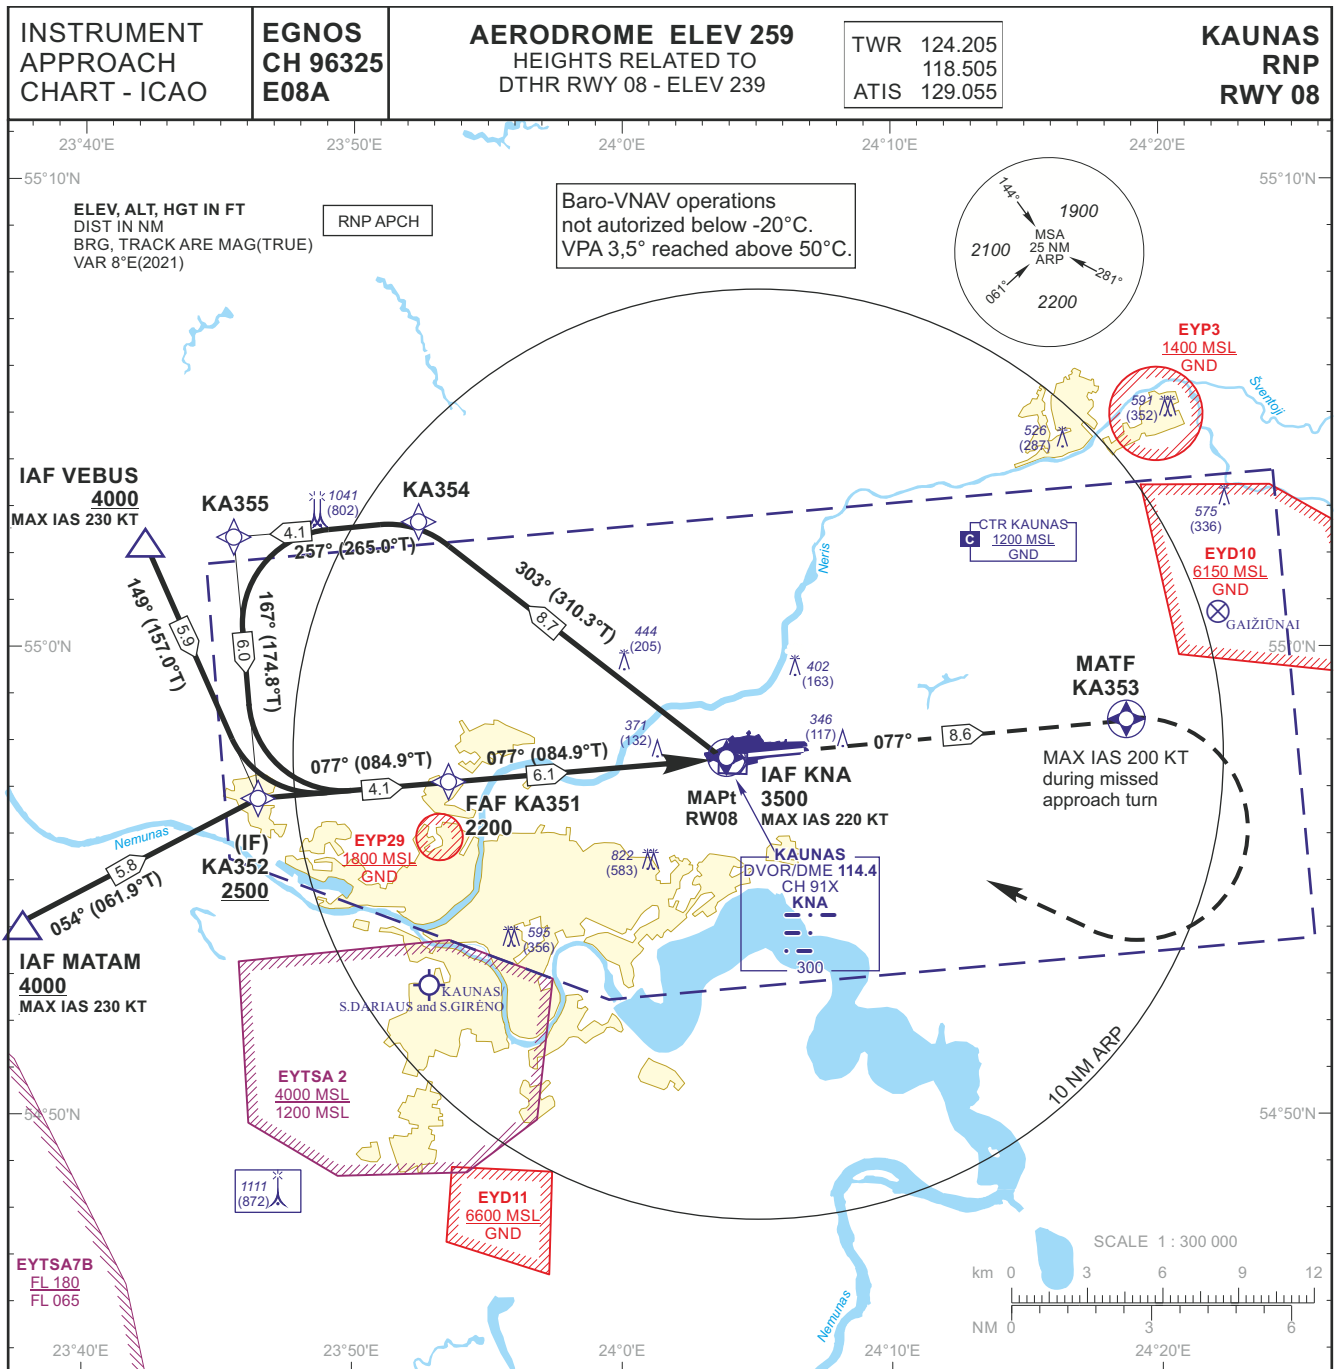 INSTRUMENT
APPROACH
CHART - ICAO
EGNOS
CH 96325
E08A
AERODROME ELEV 259
HEIGHTS RELATED TO
DTHR RWY 08 - ELEV 239
TWR 124.205
118.505
ATIS 129.055
KAUNAS
RNP
RWY 08
23°40'E 23°50'E 24°0'E 24°10'E 24°20'E
55°10'N 55°10'N
ELEV, ALT, HGT IN FT
DIST IN NM
BRG, TRACK ARE MAG(TRUE)
VAR 8°E(2021)
RNP APCH
Baro-VNAV operations
not autorized below -20°C.
VPA 3,5° reached above 50°C.
144°
1900
MSA
25 NM
ARP
2100
281°
061°
2200
EYP3
1400 MSL
GND
591
(352)
Šventoji
526
(287)
IAF VEBUS
4000
MAX IAS 230 KT
KA355
1041
(802)
KA354
4.1
257° (265.0°T)
303° (310.3°T)
8.7
149° (157.0°T)
5.9
167° (174.8°T)
6.0
Neris
CTR KAUNAS
C 1200 MSL
GND
575
(336)
EYD10
6150 MSL
GND
GAIŽIŪNAI
55°0'N 55°0'N
444
(205)
402
(163)
371
(132)
346
(117)
MATF
KA353
077° (084.9°T)
4.1
077° (084.9°T)
6.1
077°
8.6
MAX IAS 200 KT
during missed
approach turn
IAF KNA
3500
MAX IAS 220 KT
MAPt
RW08
FAF KA351
2200
(IF)
KA352
2500
Nemunas
EYP29
1800 MSL
GND
822
(583)
KAUNAS
DVOR/DME 114.4
CH 91X
KNA
300
5.8
054° (061.9°T)
IAF MATAM
4000
MAX IAS 230 KT
595
(356)
KAUNAS/
S.DARIAUS and S.GIRĖNO
EYTSA 2
4000 MSL
1200 MSL
10 NM ARP
54°50'N 54°50'N
1111
(872)
EYD11
6600 MSL
GND
EYTSA7B
FL 180
FL 065
Nemunas
SCALE 1 : 300 000
km 0 3 6 9 12
NM 0 3 6
23°40'E 23°50'E 24°0'E 24°10'E 24°20'E